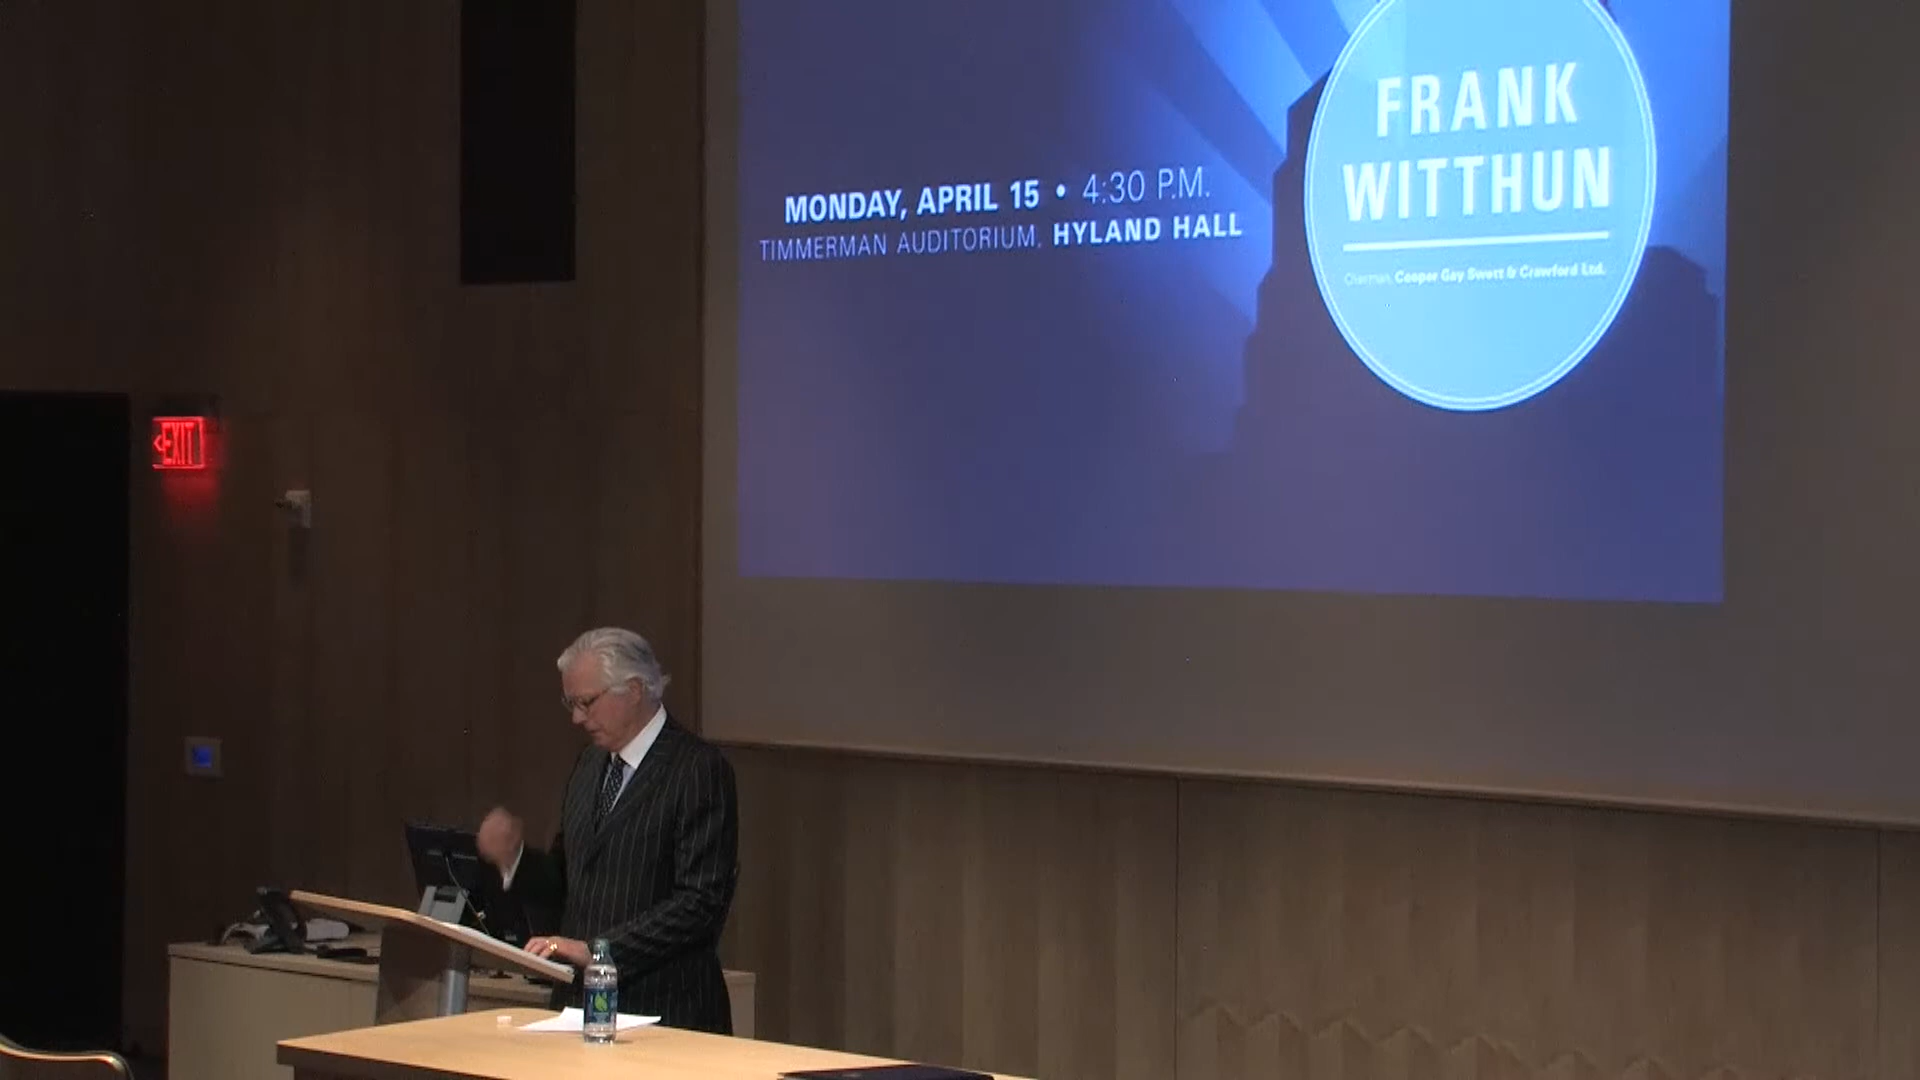 FRANK
WITTHUN
Chairman, Cooper Gay Swett & Crawford Ltd.
MONDAY, APRIL 15 • 4:30 P.M.
TIMMERMAN AUDITORIUM, HYLAND HALL
EXIT